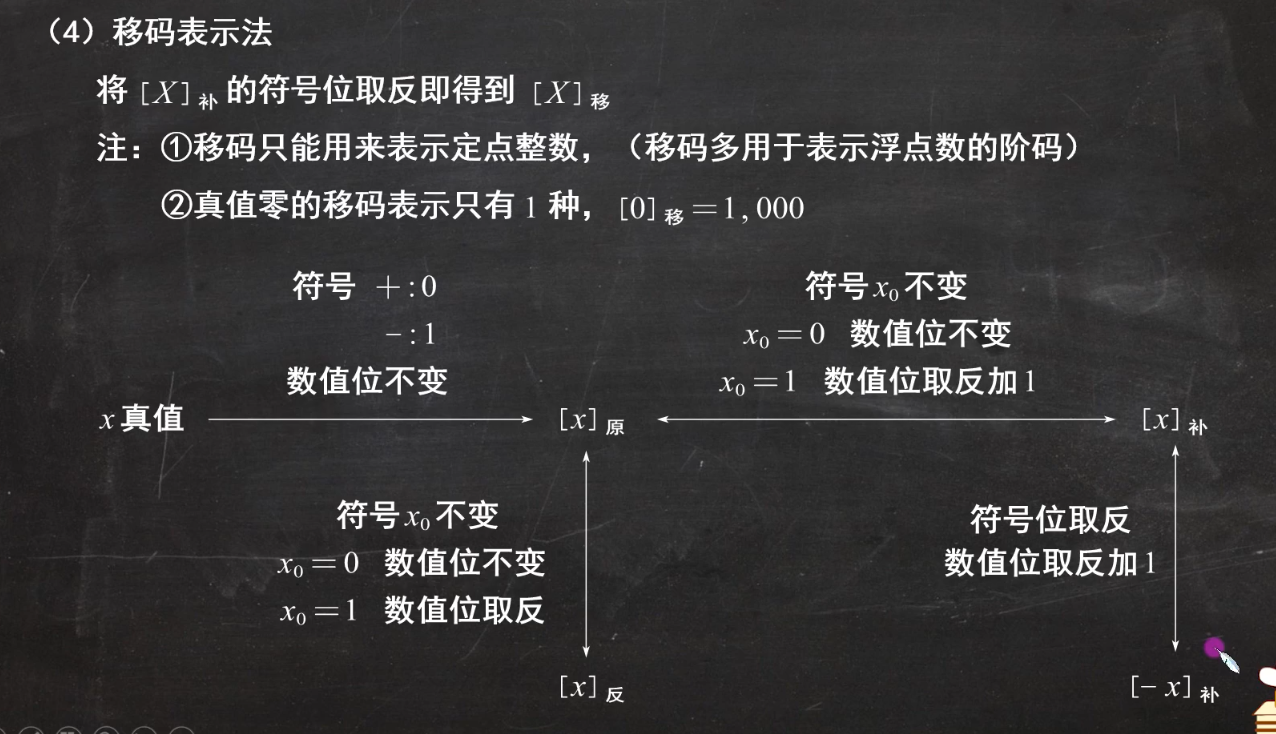 (4) 移码表示法
将 [X]补 的符号位取反即得到 [X]移
注：①移码只能用来表示定点整数，（移码多用于表示浮点数的阶码）
②真值零的移码表示只有 1 种，[0]移 = 1,000
符号 + : 0
- : 1
数值位不变
符号 x₀ 不变
x₀ = 0 数值位不变
x₀ = 1 数值位取反加 1
x 真值
[x]原
[x]补
符号 x₀ 不变
x₀ = 0 数值位不变
x₀ = 1 数值位取反
符号位取反
数值位取反加 1
[x]反
[- x]补